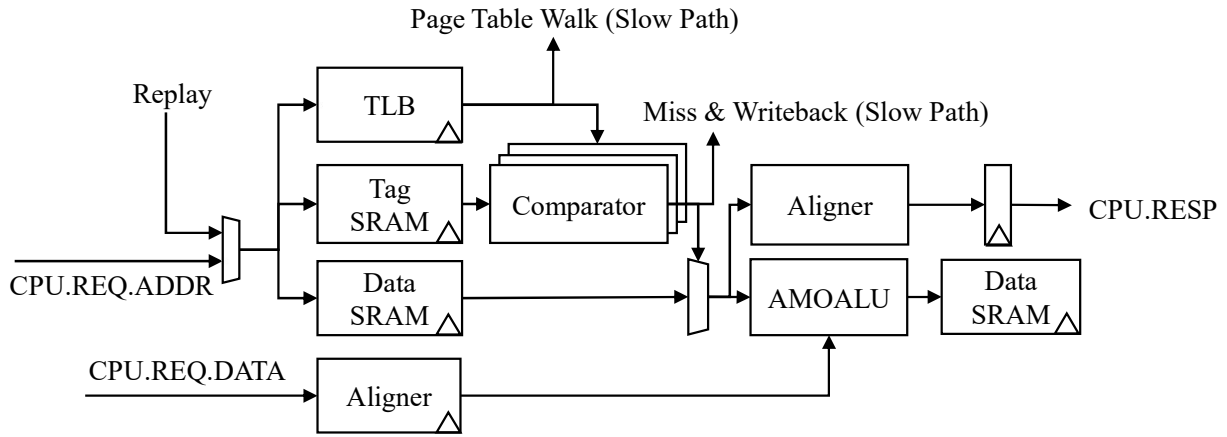 Page Table Walk (Slow Path)
Replay
TLB
Miss & Writeback (Slow Path)
Tag
SRAM
Comparator
Aligner
CPU.RESP
CPU.REQ.ADDR
Data
SRAM
AMOALU
Data
SRAM
CPU.REQ.DATA
Aligner